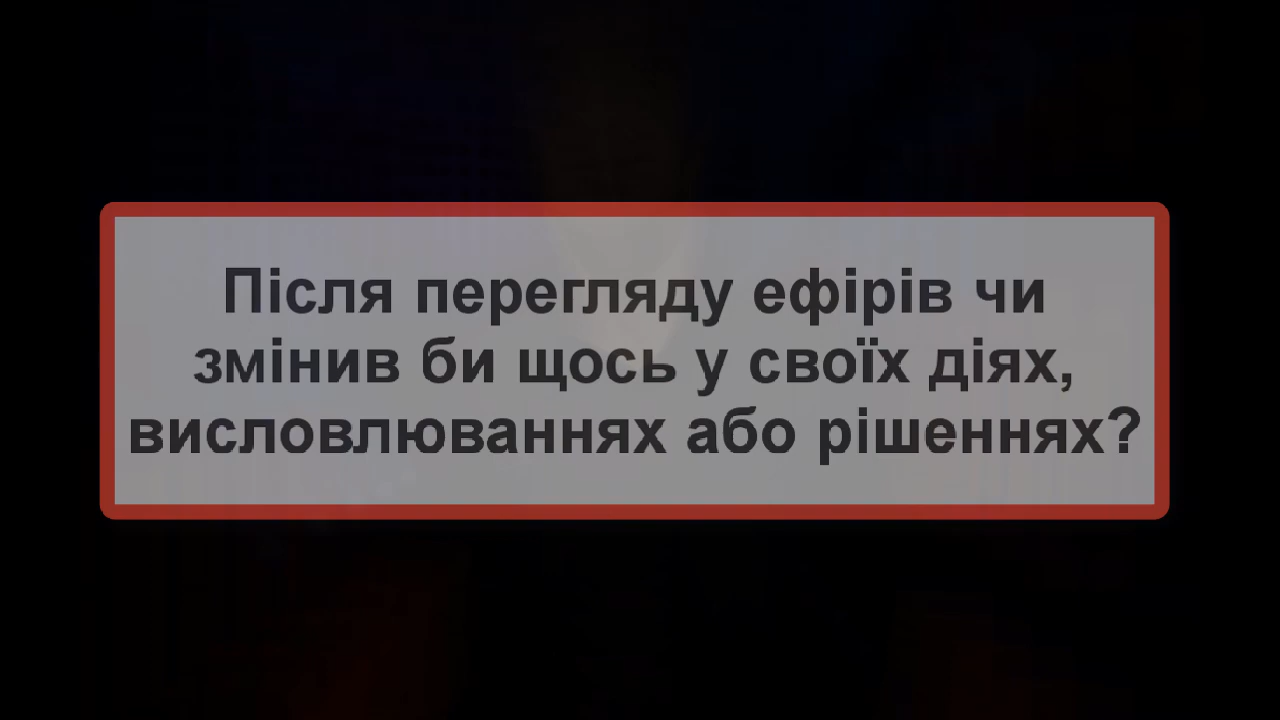 Після перегляду ефірів чи
змінив би щось у своїх діях,
висловлюваннях або рішеннях?